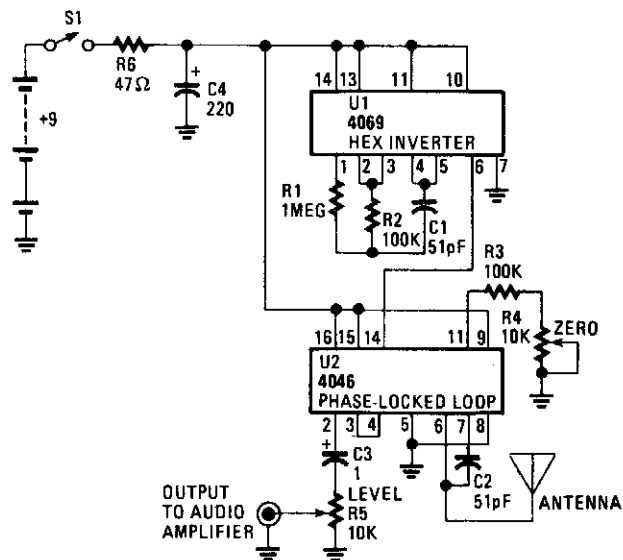 S1
R6
47Ω
+
C4
220
+9
14 13 11 10
U1
4069
HEX INVERTER
1 2 3 4 5 6 7
R1
1MEG
R2
100K
C1
51pF
R3
100K
R4
10K
ZERO
16 15 14 11 9
U2
4046
PHASE-LOCKED LOOP
2 3 4 5 6 7 8
+
C3
1
LEVEL
R5
10K
OUTPUT
TO AUDIO
AMPLIFIER
C2
51pF
ANTENNA